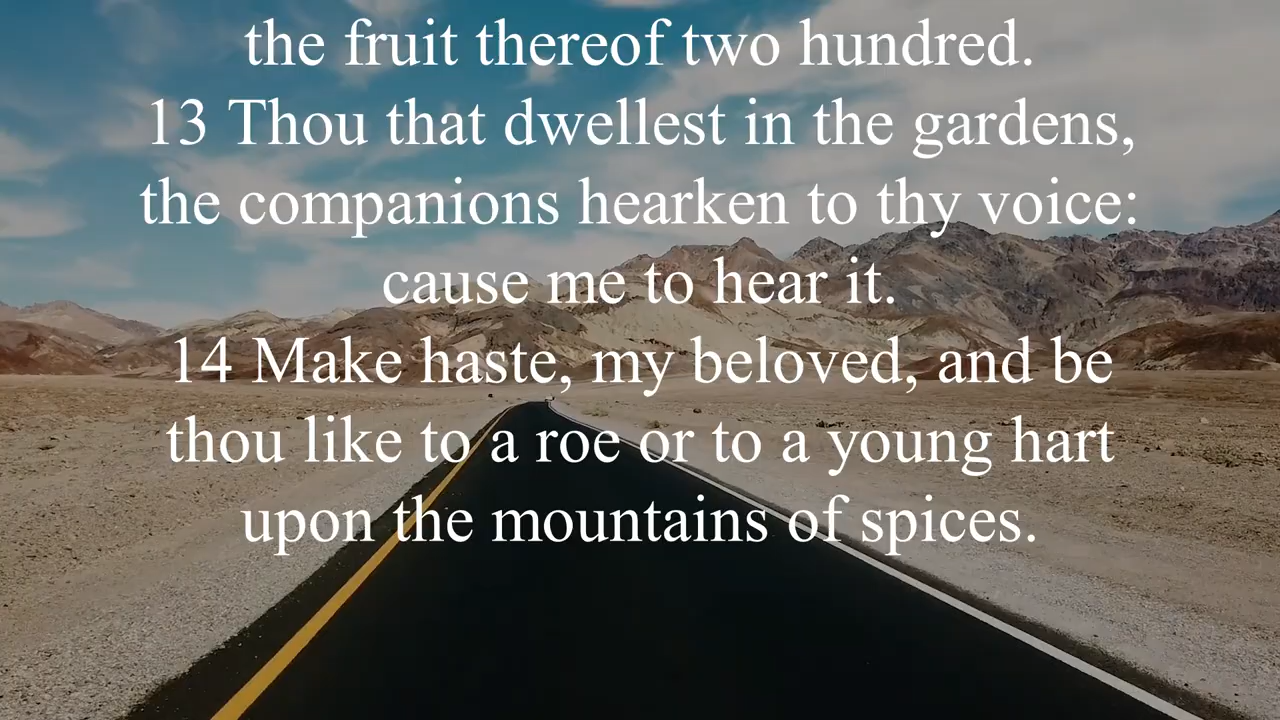 the fruit thereof two hundred.
13 Thou that dwellest in the gardens,
the companions hearken to thy voice:
cause me to hear it.
14 Make haste, my beloved, and be
thou like to a roe or to a young hart
upon the mountains of spices.